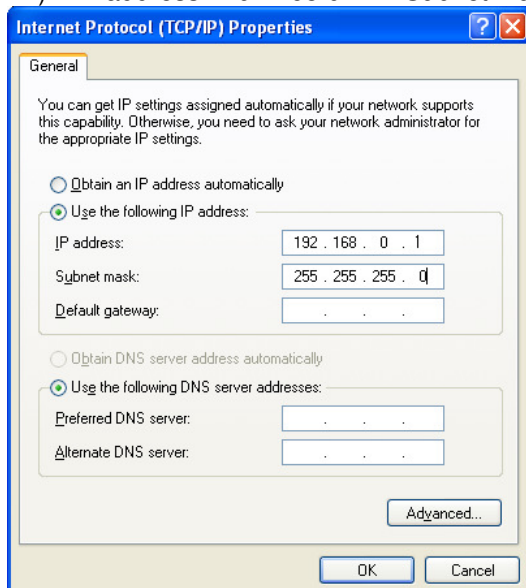 Internet Protocol (TCP/IP) Properties
General
You can get IP settings assigned automatically if your network supports
this capability. Otherwise, you need to ask your network administrator for
the appropriate IP settings.
Obtain an IP address automatically
Use the following IP address:
IP address: 192 . 168 . 0 . 1
Subnet mask: 255 . 255 . 255 . 0
Default gateway: . . .
Obtain DNS server address automatically
Use the following DNS server addresses:
Preferred DNS server: . . .
Alternate DNS server: . . .
Advanced...
OK Cancel